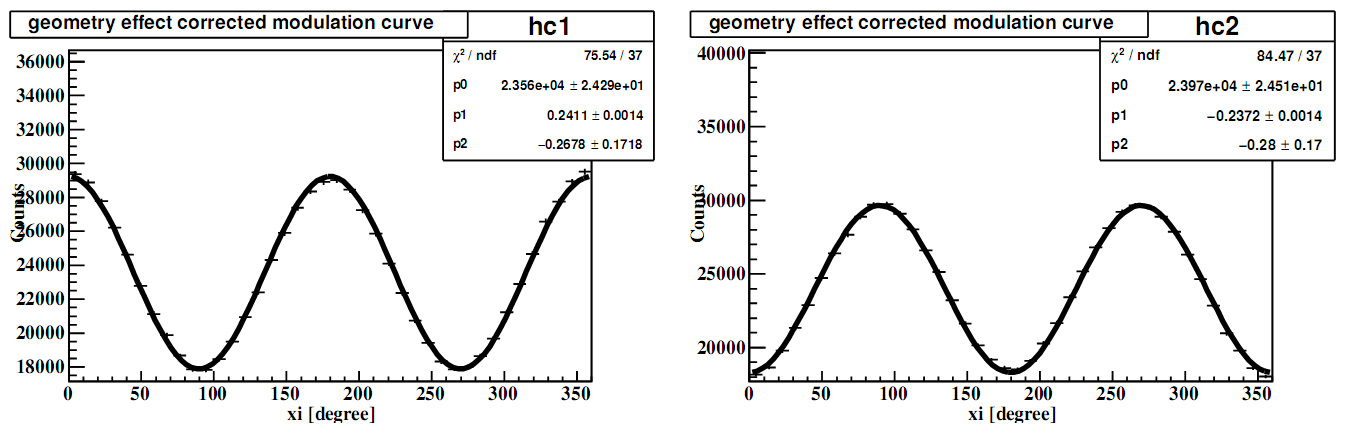 geometry effect corrected modulation curve
hc1
χ² / ndf 75.54 / 37
p0 2.356e+04 ± 2.429e+01
p1 0.2411 ± 0.0014
p2 −0.2678 ± 0.1718
36000
34000
32000
30000
28000
26000
24000
22000
20000
18000
Counts
0 50 100 150 200 250 300 350
xi [degree]
geometry effect corrected modulation curve
hc2
χ² / ndf 84.47 / 37
p0 2.397e+04 ± 2.451e+01
p1 −0.2372 ± 0.0014
p2 −0.28 ± 0.17
40000
35000
30000
25000
20000
Counts
0 50 100 150 200 250 300 350
xi [degree]